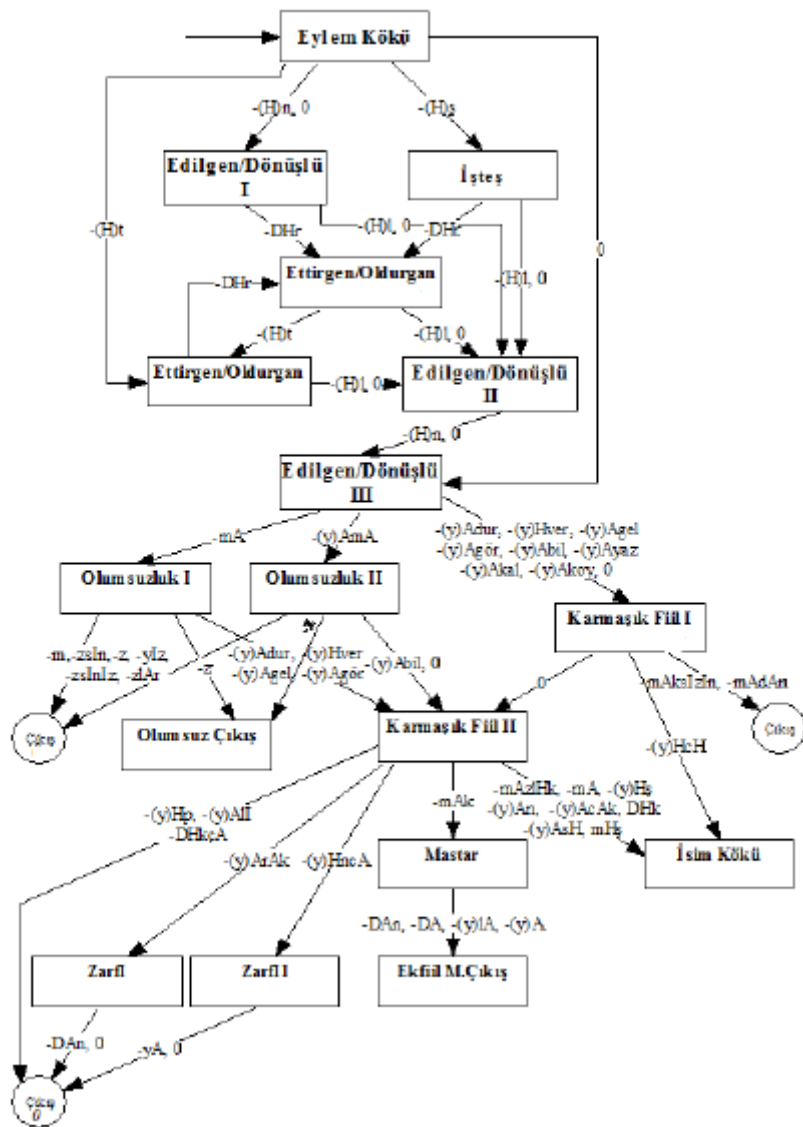 Eylem Kökü
-(H)n, 0
-(H)ş
Edilgen/Dönüşlü
I
İşteş
-(H)t
-DHr
-(H)l, 0
-DHr
0
Ettirgen/Oldurgan
-DHr
-(H)l, 0
-(H)t
-(H)l, 0
Ettirgen/Oldurgan
-(H)l, 0
Edilgen/Dönüşlü
II
-(H)n, 0
Edilgen/Dönüşlü
III
-mA
-(y)AmA
-(y)Adur, -(y)Hver, -(y)Agel
-(y)Agör, -(y)Abil, -(y)Ayaz
-(y)Akal, -(y)Akoy, 0
Olumsuzluk I
Olumsuzluk II
Karmaşık Fiil I
-m, -zsIn, -z, -yIz,
-zsInIz, -zlAr
-z
-(y)Adur, -(y)Hver
-(y)Agel, -(y)Agör
-(y)Abil, 0
0
-mAksIzIn, -mAdAn
Çıkış
Olumsuz Çıkış
Karmaşık Fiil II
Çıkış
-(y)HcH
-(y)Hp, -(y)AlI
-DHkçA
-(y)ArAk
-(y)HncA
-mAk
-mAzlHk, -mA, -(y)Hş
-(y)An, -(y)AcAk, DHk
-(y)AsH, mHş
Mastar
İsim Kökü
-DAn, -DA, -(y)lA, -(y)A
Zarf I
Zarf II
Ekfiil M.Çıkış
-DAn, 0
-yA, 0
Çıkış
0